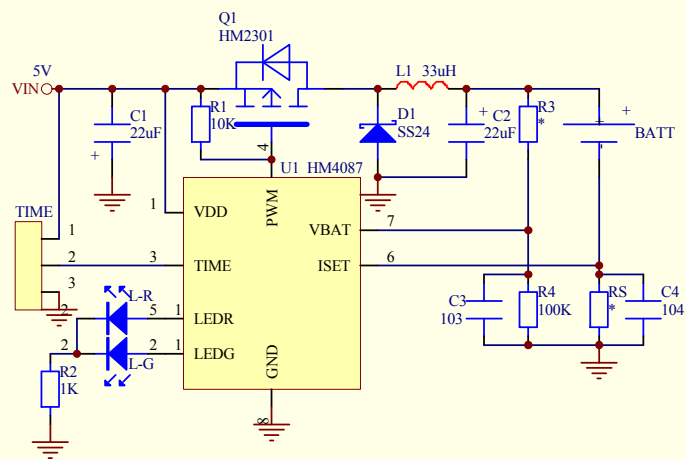 Q1
HM2301
5V
VIN
L1 33uH
C1
22uF
+
R1
10K
D1
SS24
+
C2
22uF
R3
*
+
+
-
BATT
4
U1 HM4087
TIME
1
2
3
1
VDD
PWM
VBAT
7
3
TIME
ISET
6
2
L-R
5
1
LEDR
2
L-G
2
1
LEDG
GND
8
R2
1K
C3
103
R4
100K
RS
*
C4
104